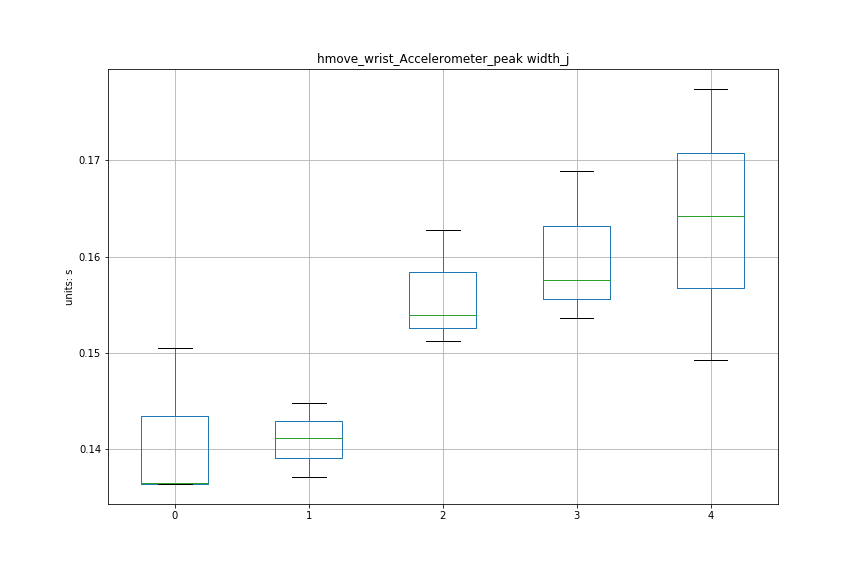 hmove_wrist_Accelerometer_peak width_j
0.17
0.16
0.15
0.14
units: s
0 1 2 3 4